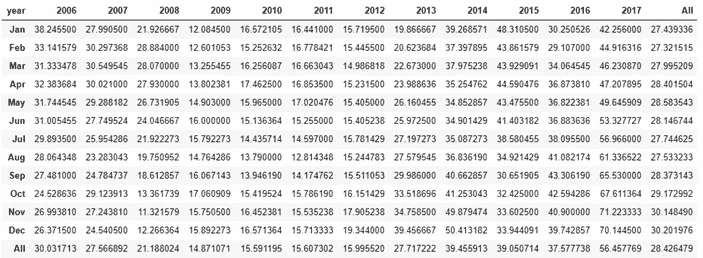 year 2006 2007 2008 2009 2010 2011 2012 2013 2014 2015 2016 2017 All
Jan 38.245500 27.990500 21.926667 12.084500 16.572105 16.441000 15.719500 19.866667 39.268571 48.310500 30.250526 42.256000 27.439336
Feb 33.141579 30.297368 28.884000 12.601053 15.252632 16.778421 15.445500 20.623684 37.397895 43.861579 29.107000 44.916316 27.321515
Mar 31.333478 30.549545 28.070000 13.255455 16.256087 16.663043 14.986818 22.673000 37.975238 43.929091 34.064545 46.230870 27.995209
Apr 32.383684 30.021000 27.930000 13.802381 17.462500 16.853500 15.231500 23.988636 35.254762 44.590476 36.873810 47.207895 28.401504
May 31.744545 29.288182 26.731905 14.903000 15.965000 17.020476 15.405000 26.160455 34.852857 43.475500 36.822381 49.645909 28.583543
Jun 31.005455 27.749524 24.046667 16.000000 15.136364 15.255000 15.405238 25.972500 34.901429 41.403182 36.883636 53.327727 28.146744
Jul 29.893500 25.954286 21.922273 15.792273 14.435714 14.597000 15.781429 27.197273 35.087273 38.580455 38.095500 56.966000 27.744625
Aug 28.064348 23.283043 19.750952 14.764286 13.790000 12.814348 15.244783 27.579545 36.836190 34.921429 41.082174 61.336522 27.533233
Sep 27.481000 24.784737 18.612857 16.067143 13.946190 14.174762 15.511053 29.986000 40.662857 30.651905 43.306190 65.530000 28.373143
Oct 24.528636 29.123913 13.361739 17.060909 15.419524 15.786190 16.151429 33.518696 41.253043 32.425000 42.594286 67.611364 29.172992
Nov 26.993810 27.243810 11.321579 15.750500 16.452381 15.535238 17.905238 34.758500 49.879474 33.602500 40.900000 71.223333 30.148490
Dec 26.371500 24.540500 12.266364 15.892273 16.571364 15.713333 19.344000 39.456667 50.413182 33.944091 39.742857 70.144500 30.201976
All 30.031713 27.566892 21.188024 14.871071 15.591195 15.607302 15.995520 27.717222 39.455913 39.050714 37.577738 56.457769 28.426479